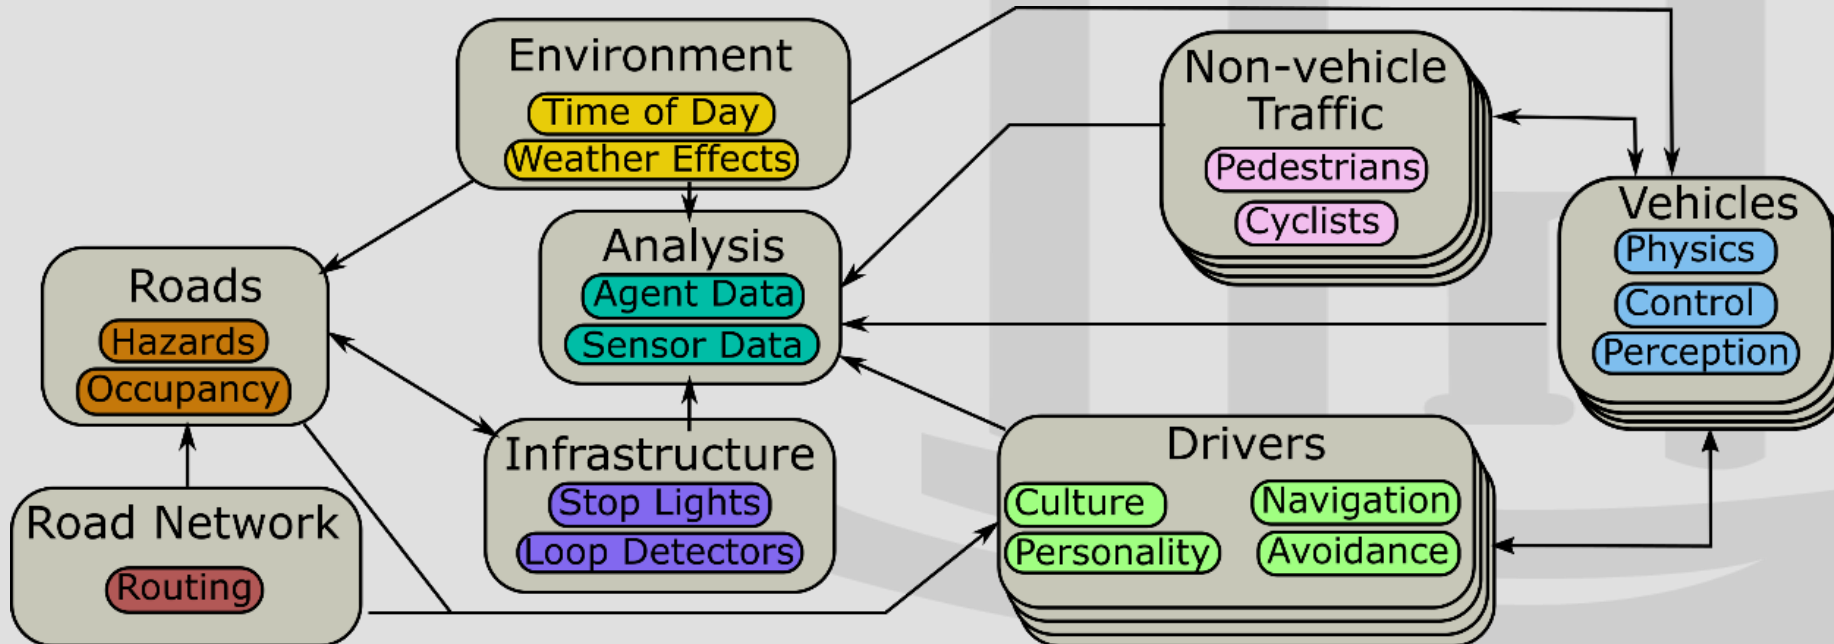 Environment
Time of Day
Weather Effects
Non-vehicle
Traffic
Pedestrians
Cyclists
Vehicles
Physics
Control
Perception
Analysis
Agent Data
Sensor Data
Roads
Hazards
Occupancy
Infrastructure
Stop Lights
Loop Detectors
Drivers
Culture
Navigation
Personality
Avoidance
Road Network
Routing